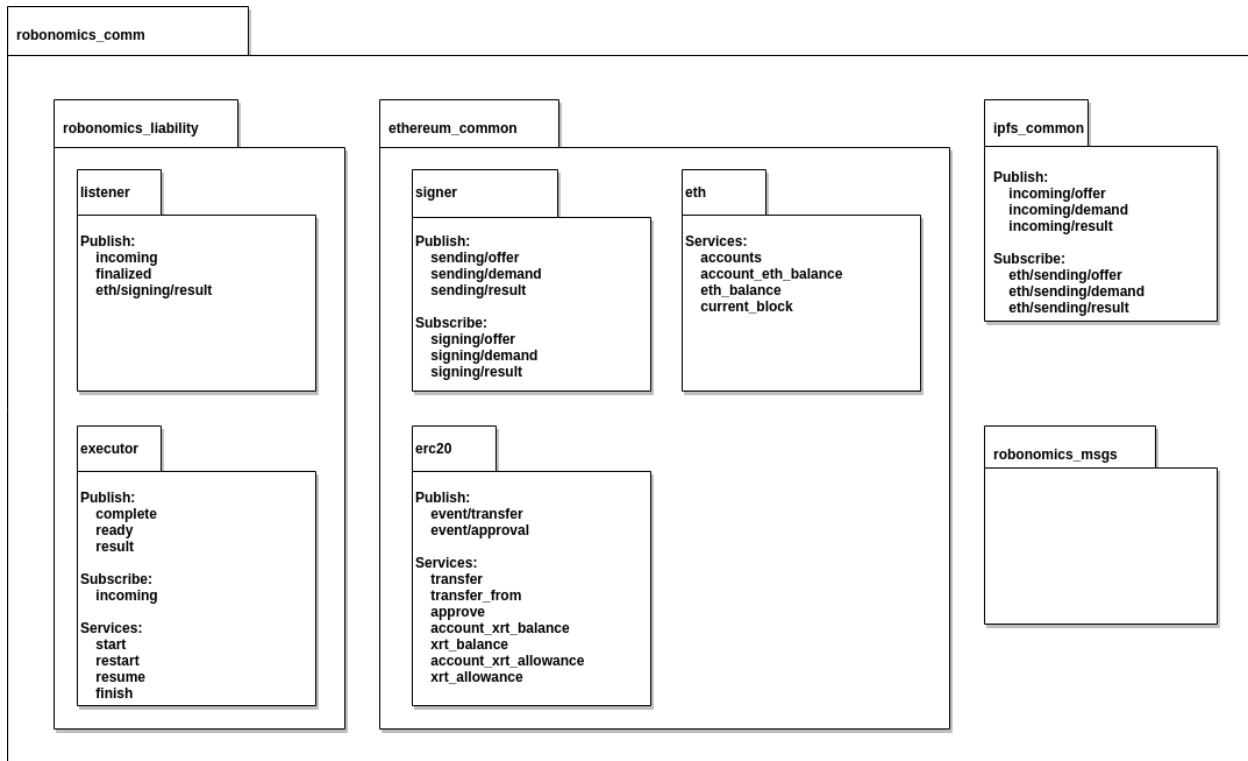 robonomics_comm
robonomics_liability
listener
Publish:
incoming
finalized
eth/signing/result
executor
Publish:
complete
ready
result
Subscribe:
incoming
Services:
start
restart
resume
finish
ethereum_common
signer
Publish:
sending/offer
sending/demand
sending/result
Subscribe:
signing/offer
signing/demand
signing/result
eth
Services:
accounts
account_eth_balance
eth_balance
current_block
erc20
Publish:
event/transfer
event/approval
Services:
transfer
transfer_from
approve
account_xrt_balance
xrt_balance
account_xrt_allowance
xrt_allowance
ipfs_common
Publish:
incoming/offer
incoming/demand
incoming/result
Subscribe:
eth/sending/offer
eth/sending/demand
eth/sending/result
robonomics_msgs